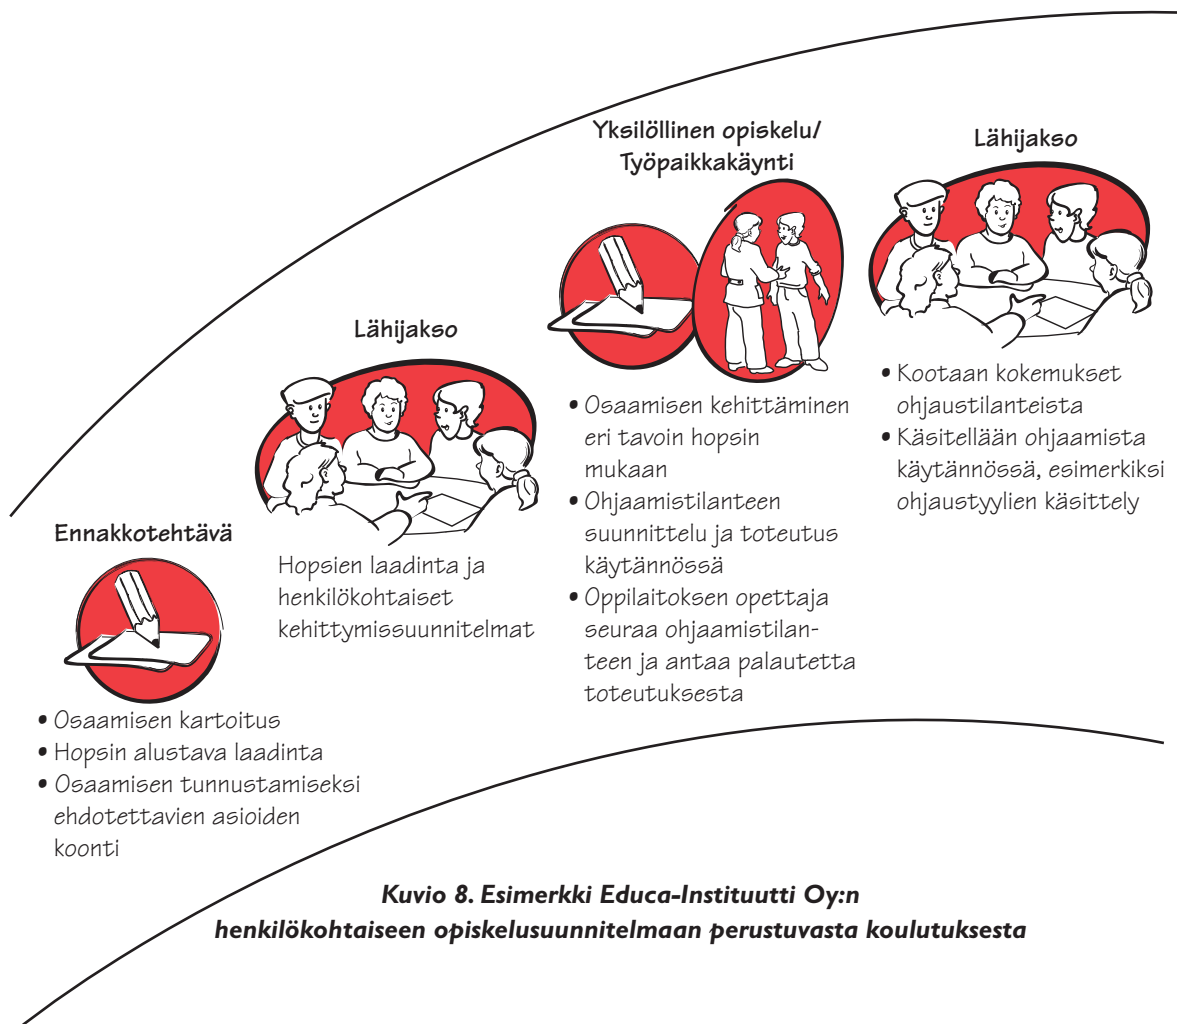 Ennakkotehtävä
• Osaamisen kartoitus
• Hopsin alustava laadinta
• Osaamisen tunnustamiseksi
ehdotettavien asioiden
koonti
Lähijakso
Hopsien laadinta ja
henkilökohtaiset
kehittymissuunnitelmat
Yksilöllinen opiskelu/
Työpaikkakäynti
• Osaamisen kehittäminen
eri tavoin hopsin
mukaan
• Ohjaamistilanteen
suunnittelu ja toteutus
käytännössä
• Oppilaitoksen opettaja
seuraa ohjaamistilan-
teen ja antaa palautetta
toteutuksesta
Lähijakso
• Kootaan kokemukset
ohjaustilanteista
• Käsitellään ohjaamista
käytännössä, esimerkiksi
ohjaustyylien käsittely
Kuvio 8. Esimerkki Educa-Instituutti Oy:n
henkilökohtaiseen opiskelusuunnitelmaan perustuvasta koulutuksesta